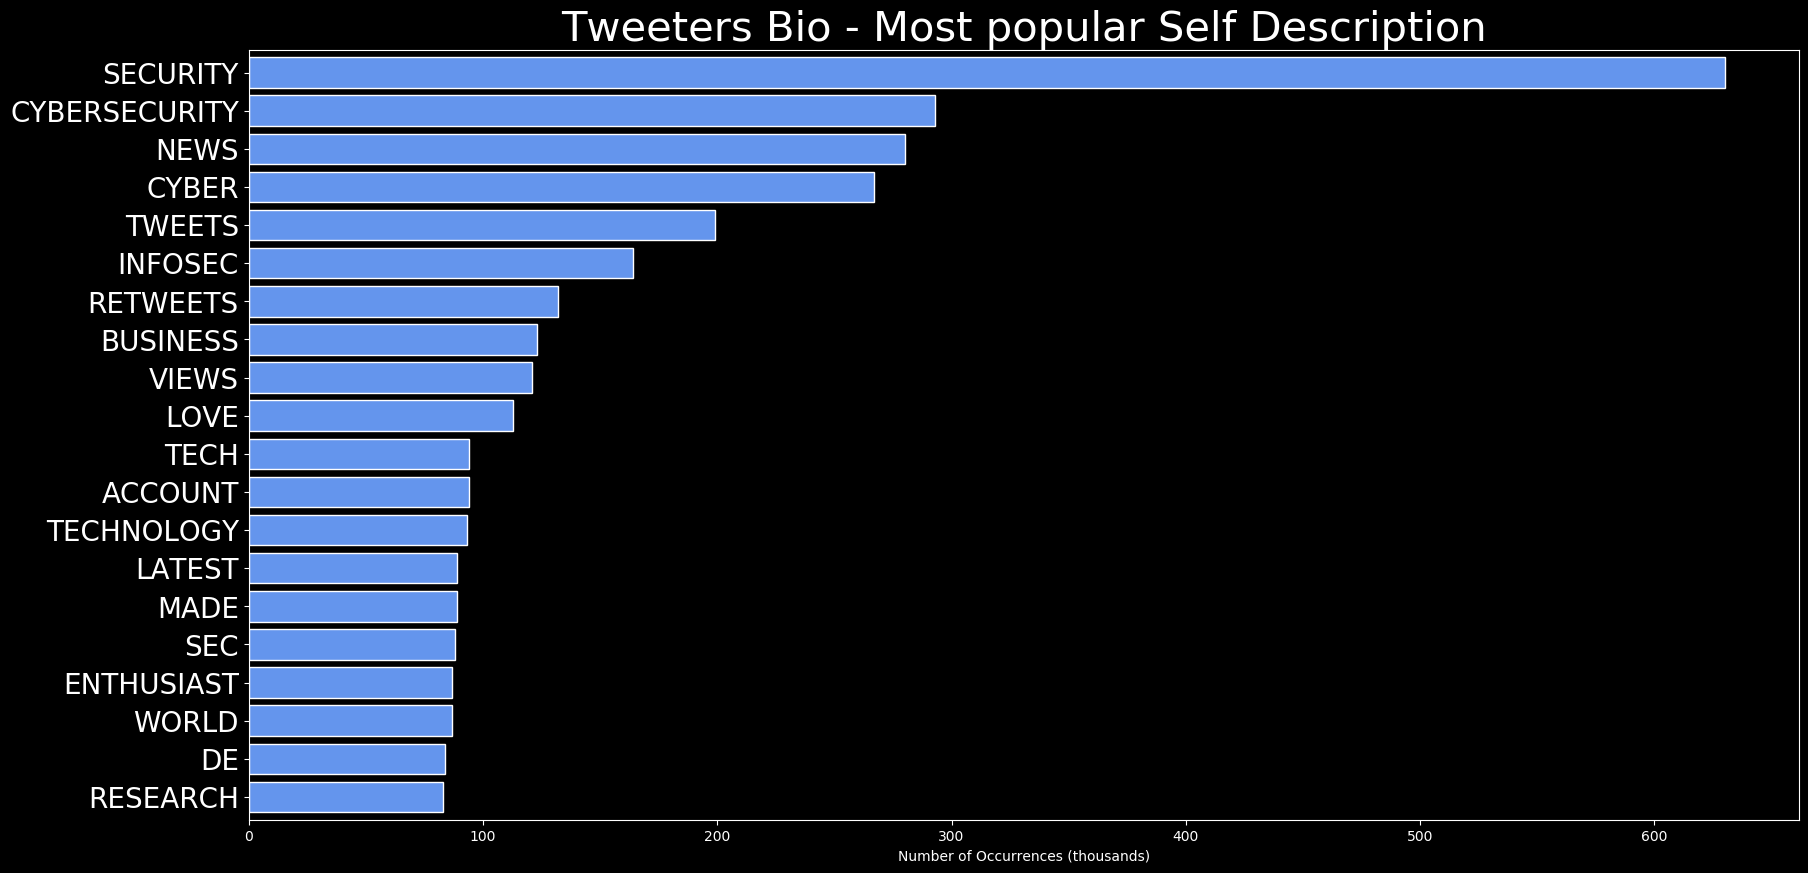 Tweeters Bio - Most popular Self Description
SECURITY
CYBERSECURITY
NEWS
CYBER
TWEETS
INFOSEC
RETWEETS
BUSINESS
VIEWS
LOVE
TECH
ACCOUNT
TECHNOLOGY
LATEST
MADE
SEC
ENTHUSIAST
WORLD
DE
RESEARCH
0 100 200 300 400 500 600
Number of Occurrences (thousands)